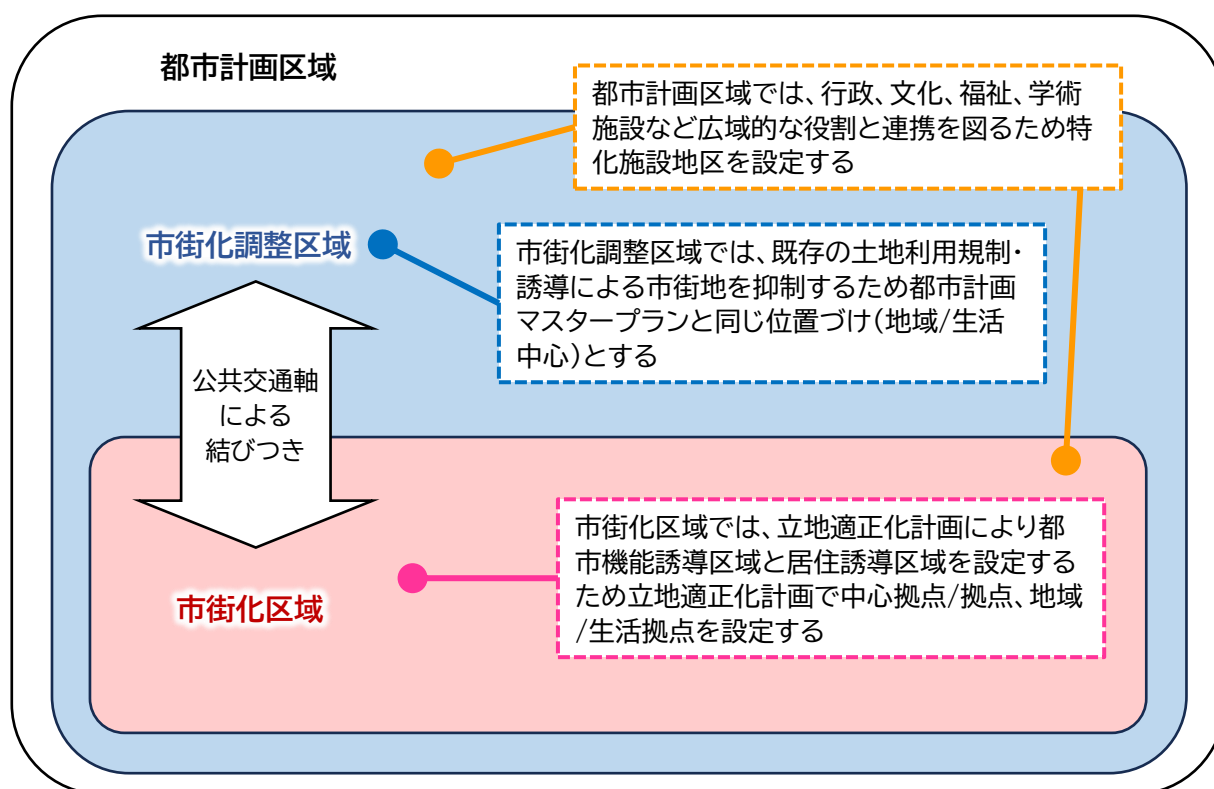 都市計画区域
都市計画区域では、行政、文化、福祉、学術
施設など広域的な役割と連携を図るため特
化施設地区を設定する
市街化調整区域
市街化調整区域では、既存の土地利用規制・
誘導による市街地を抑制するため都市計画
マスタープランと同じ位置づけ(地域/生活
中心)とする
公共交通軸
による
結びつき
市街化区域では、立地適正化計画により都
市機能誘導区域と居住誘導区域を設定する
ため立地適正化計画で中心拠点/拠点、地域
/生活拠点を設定する
市街化区域